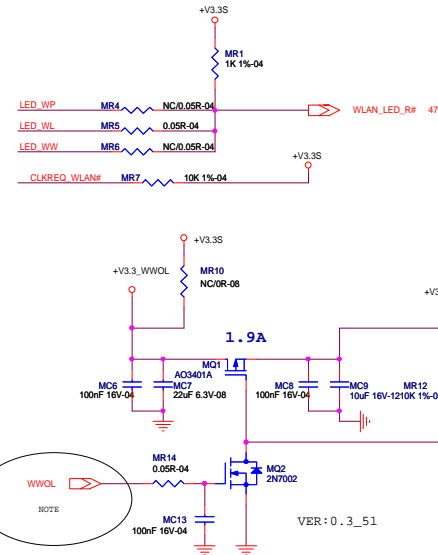 +V3.3S
MR1
1K 1%-04
LED_WP MR4 NC/0.05R-04
WLAN_LED_R# 47
LED_WL MR5 0.05R-04
LED_WW MR6 NC/0.05R-04
+V3.3S
CLKREQ_WLAN# MR7 10K 1%-04
+V3.3S
+V3.3_WWOL
MR10
NC/0R-08
+V3
1.9A
MQ1
AO3401A
MC6
100nF 16V-04
MC7
22uF 6.3V-08
MC8
100nF 16V-04
MC9
10uF 16V-12
MR12
10K 1%-0
MR14
0.05R-04
MQ2
2N7002
WWOL
NOTE
MC13
100nF 16V-04
VER:0.3_51